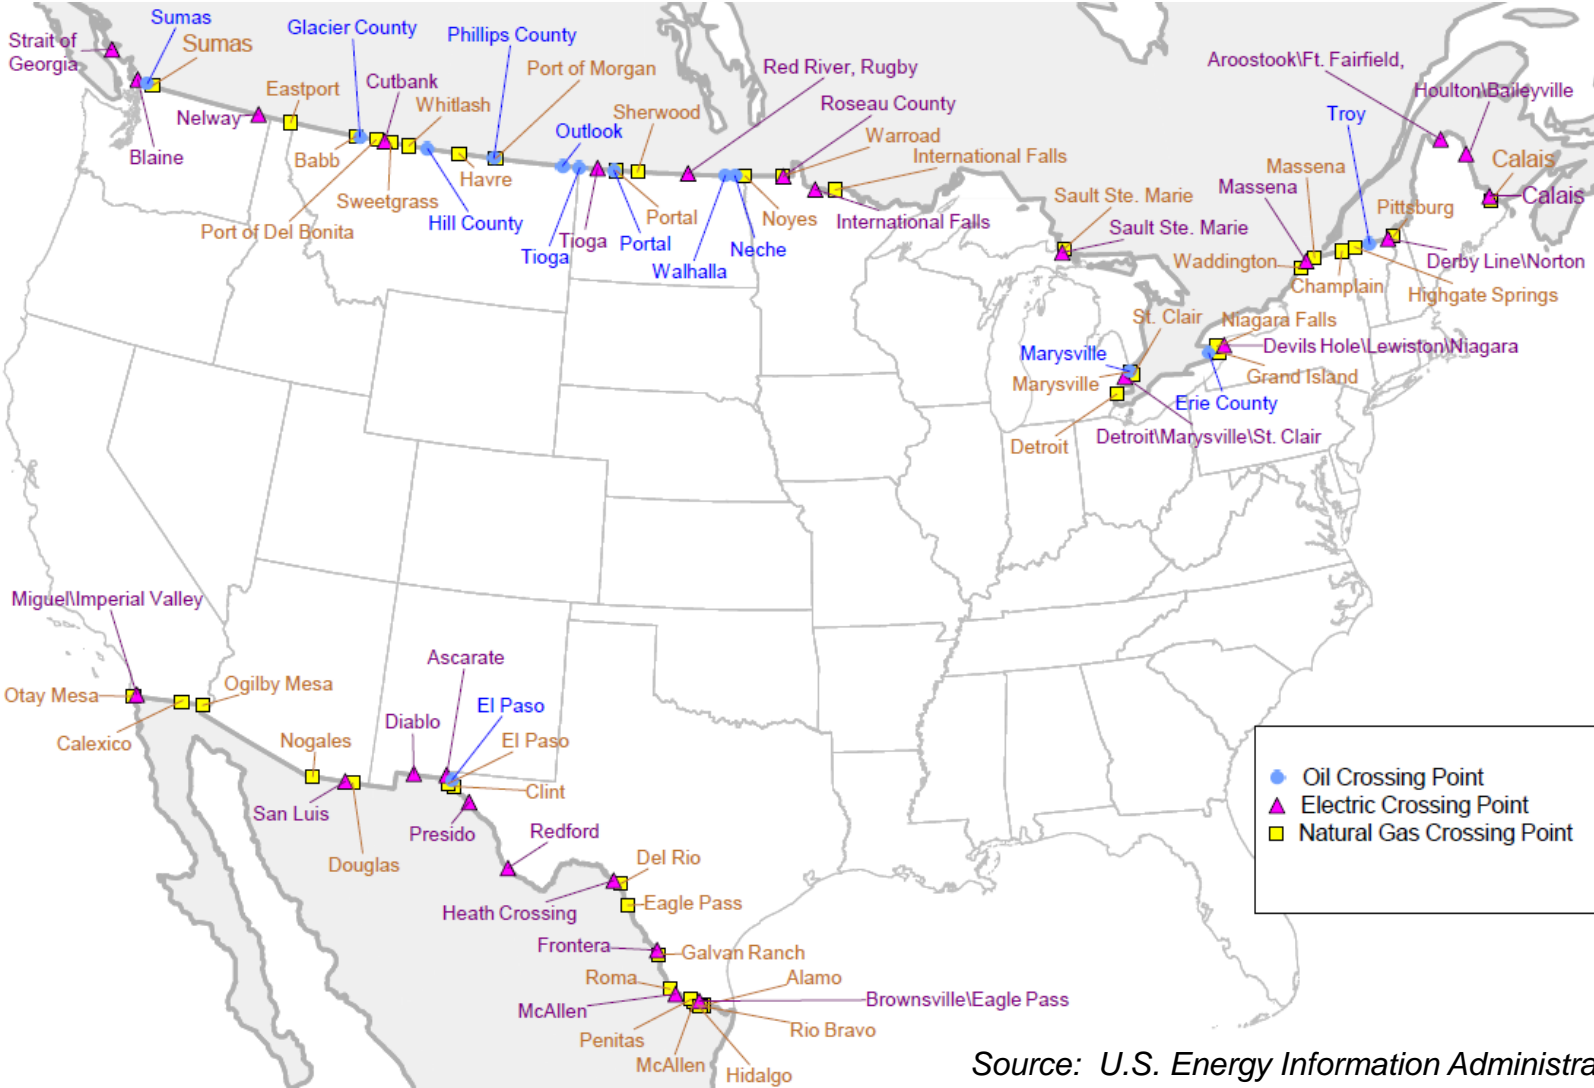 Sumas
Strait of
Georgia
Sumas
Glacier County
Phillips County
Port of Morgan
Red River, Rugby
Aroostook\Ft. Fairfield,
Houlton\Baileyville
Eastport
Cutbank
Whitlash
Sherwood
Roseau County
Troy
Nelway
Outlook
Warroad
Blaine
Babb
Havre
International Falls
Massena
Calais
Sweetgrass
Massena
Calais
Port of Del Bonita
Hill County
Portal
Noyes
International Falls
Sault Ste. Marie
Pittsburg
Tioga
Tioga
Portal
Neche
Sault Ste. Marie
Walhalla
Waddington
Derby Line\Norton
Champlain
Highgate Springs
St. Clair
Niagara Falls
Marysville
Devils Hole\Lewiston\Niagara
Marysville
Grand Island
Erie County
Detroit
Detroit\Marysville\St. Clair
Miguel\Imperial Valley
Otay Mesa
Ogilby Mesa
Ascarate
Calexico
Nogales
Diablo
El Paso
El Paso
San Luis
Clint
Douglas
Presido
Redford
Del Rio
Heath Crossing
Eagle Pass
Frontera
Galvan Ranch
Roma
Alamo
McAllen
Brownsville\Eagle Pass
Penitas
Rio Bravo
McAllen
Hidalgo
Oil Crossing Point
Electric Crossing Point
Natural Gas Crossing Point
Source: U.S. Energy Information Administra